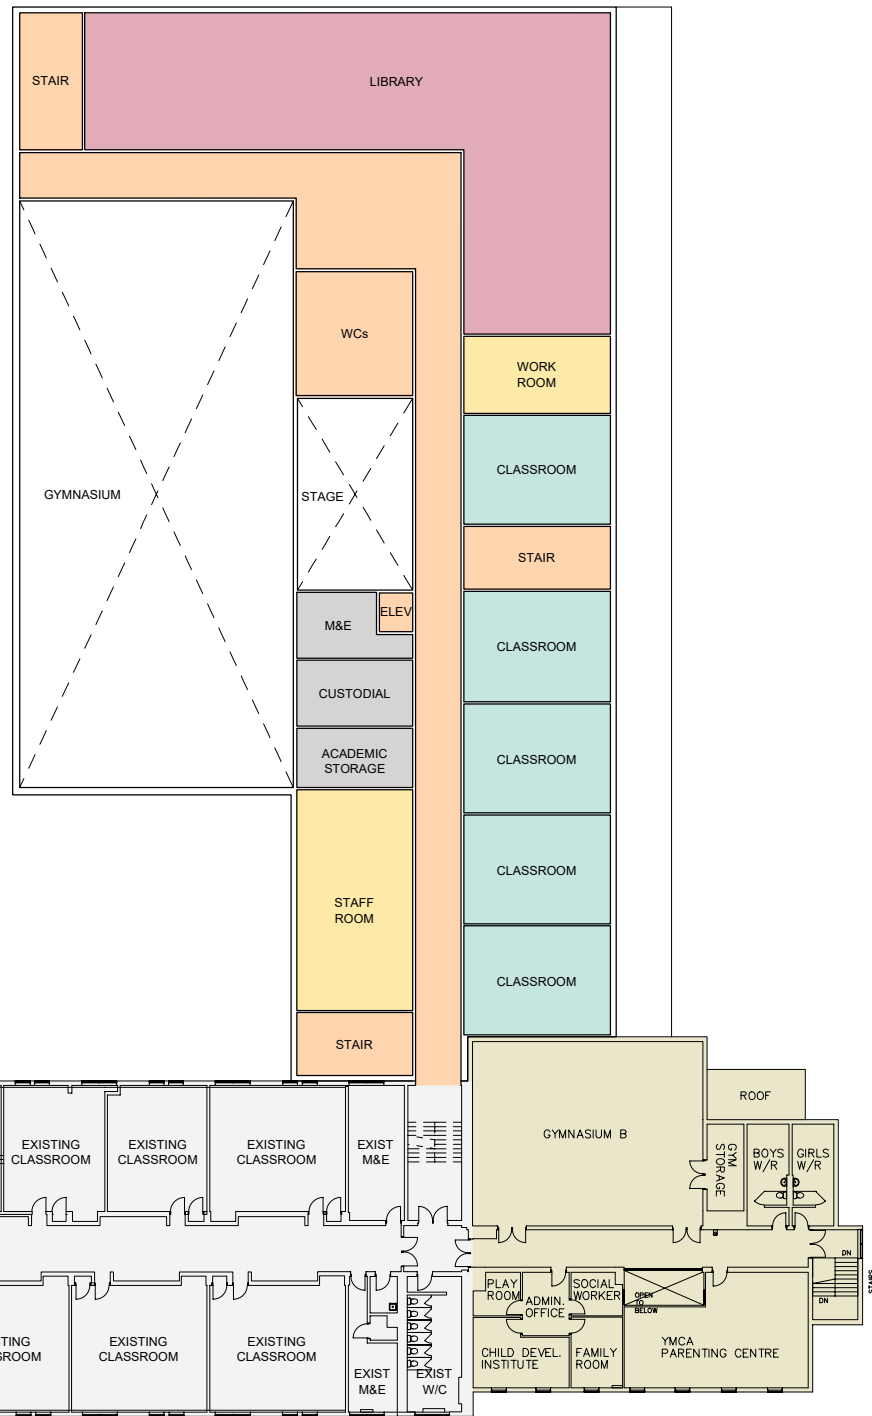 STAIR
LIBRARY
WCs
WORK
ROOM
CLASSROOM
GYMNASIUM
STAGE
STAIR
ELEV
M&E
CLASSROOM
CUSTODIAL
CLASSROOM
ACADEMIC
STORAGE
CLASSROOM
STAFF
ROOM
CLASSROOM
STAIR
ROOF
EXISTING
CLASSROOM
EXISTING
CLASSROOM
EXISTING
CLASSROOM
EXIST
M&E
GYMNASIUM B
GYM
STORAGE
BOYS
W/R
GIRLS
W/R
DN
DN
STAIRS
PLAY
ROOM
ADMIN.
OFFICE
SOCIAL
WORKER
OPEN
TO
BELOW
TING
SROOM
EXISTING
CLASSROOM
EXISTING
CLASSROOM
EXIST
M&E
EXIST
W/C
CHILD DEVEL.
INSTITUTE
FAMILY
ROOM
YMCA
PARENTING CENTRE